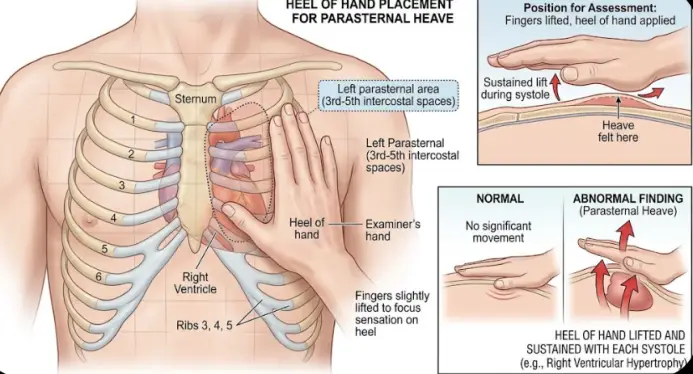 HEEL OF HAND PLACEMENT
FOR PARASTERNAL HEAVE
Sternum
1
2
3
4
5
6
Left parasternal area
(3rd-5th intercostal spaces)
Left Parasternal
(3rd-5th intercostal
spaces)
Heel of
hand
Examiner's
hand
Right
Ventricle
Ribs 3, 4, 5
Fingers slightly
lifted to focus
sensation on
heel
Position for Assessment:
Fingers lifted, heel of hand applied
Sustained lift
during systole
Heave
felt here
NORMAL
No significant
movement
ABNORMAL FINDING
(Parasternal Heave)
HEEL OF HAND LIFTED AND
SUSTAINED WITH EACH SYSTOLE
(e.g., Right Ventricular Hypertrophy)